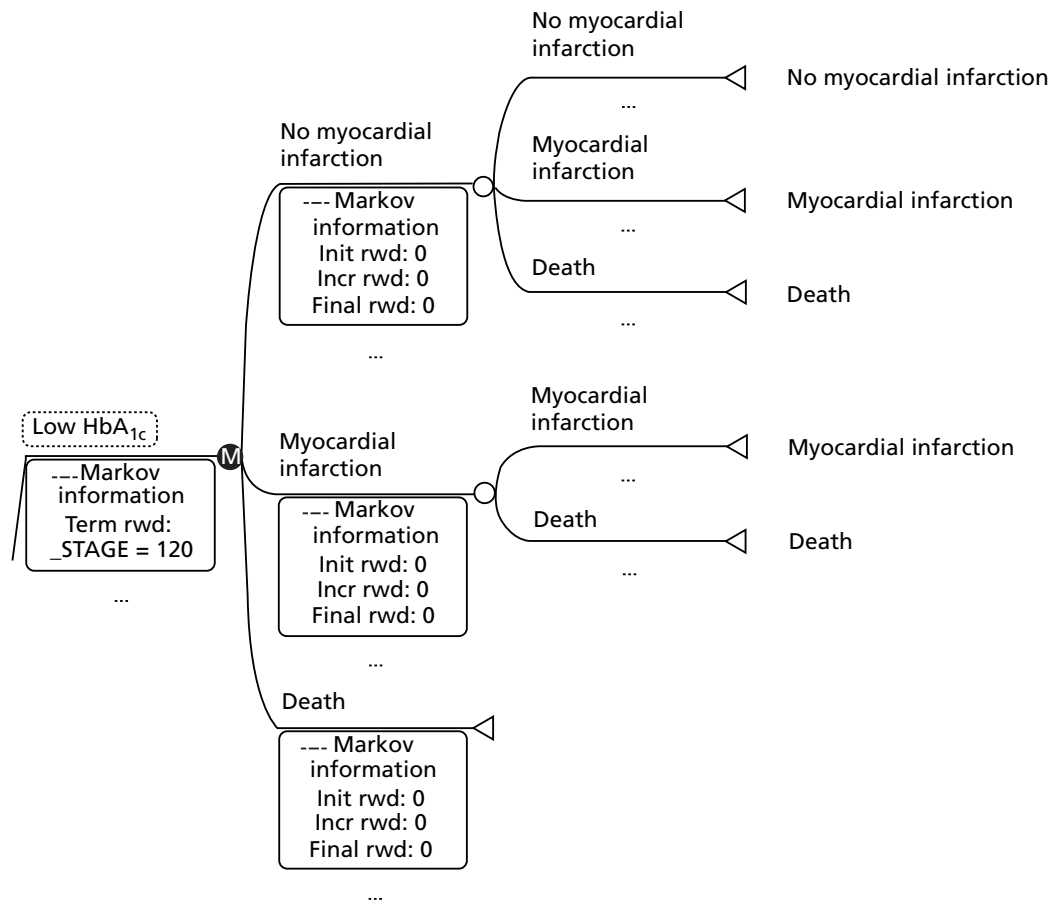 No myocardial
infarction
No myocardial infarction
...
No myocardial
infarction
Myocardial
infarction
---- Markov
information
Init rwd: 0
Incr rwd: 0
Final rwd: 0
Myocardial infarction
...
Death
Death
...
...
Low HbA1c
----Markov
information
Term rwd:
_STAGE = 120
...
Myocardial
infarction
---- Markov
information
Init rwd: 0
Incr rwd: 0
Final rwd: 0
...
Myocardial
infarction
Myocardial infarction
...
Death
Death
...
M
Death
---- Markov
information
Init rwd: 0
Incr rwd: 0
Final rwd: 0
...